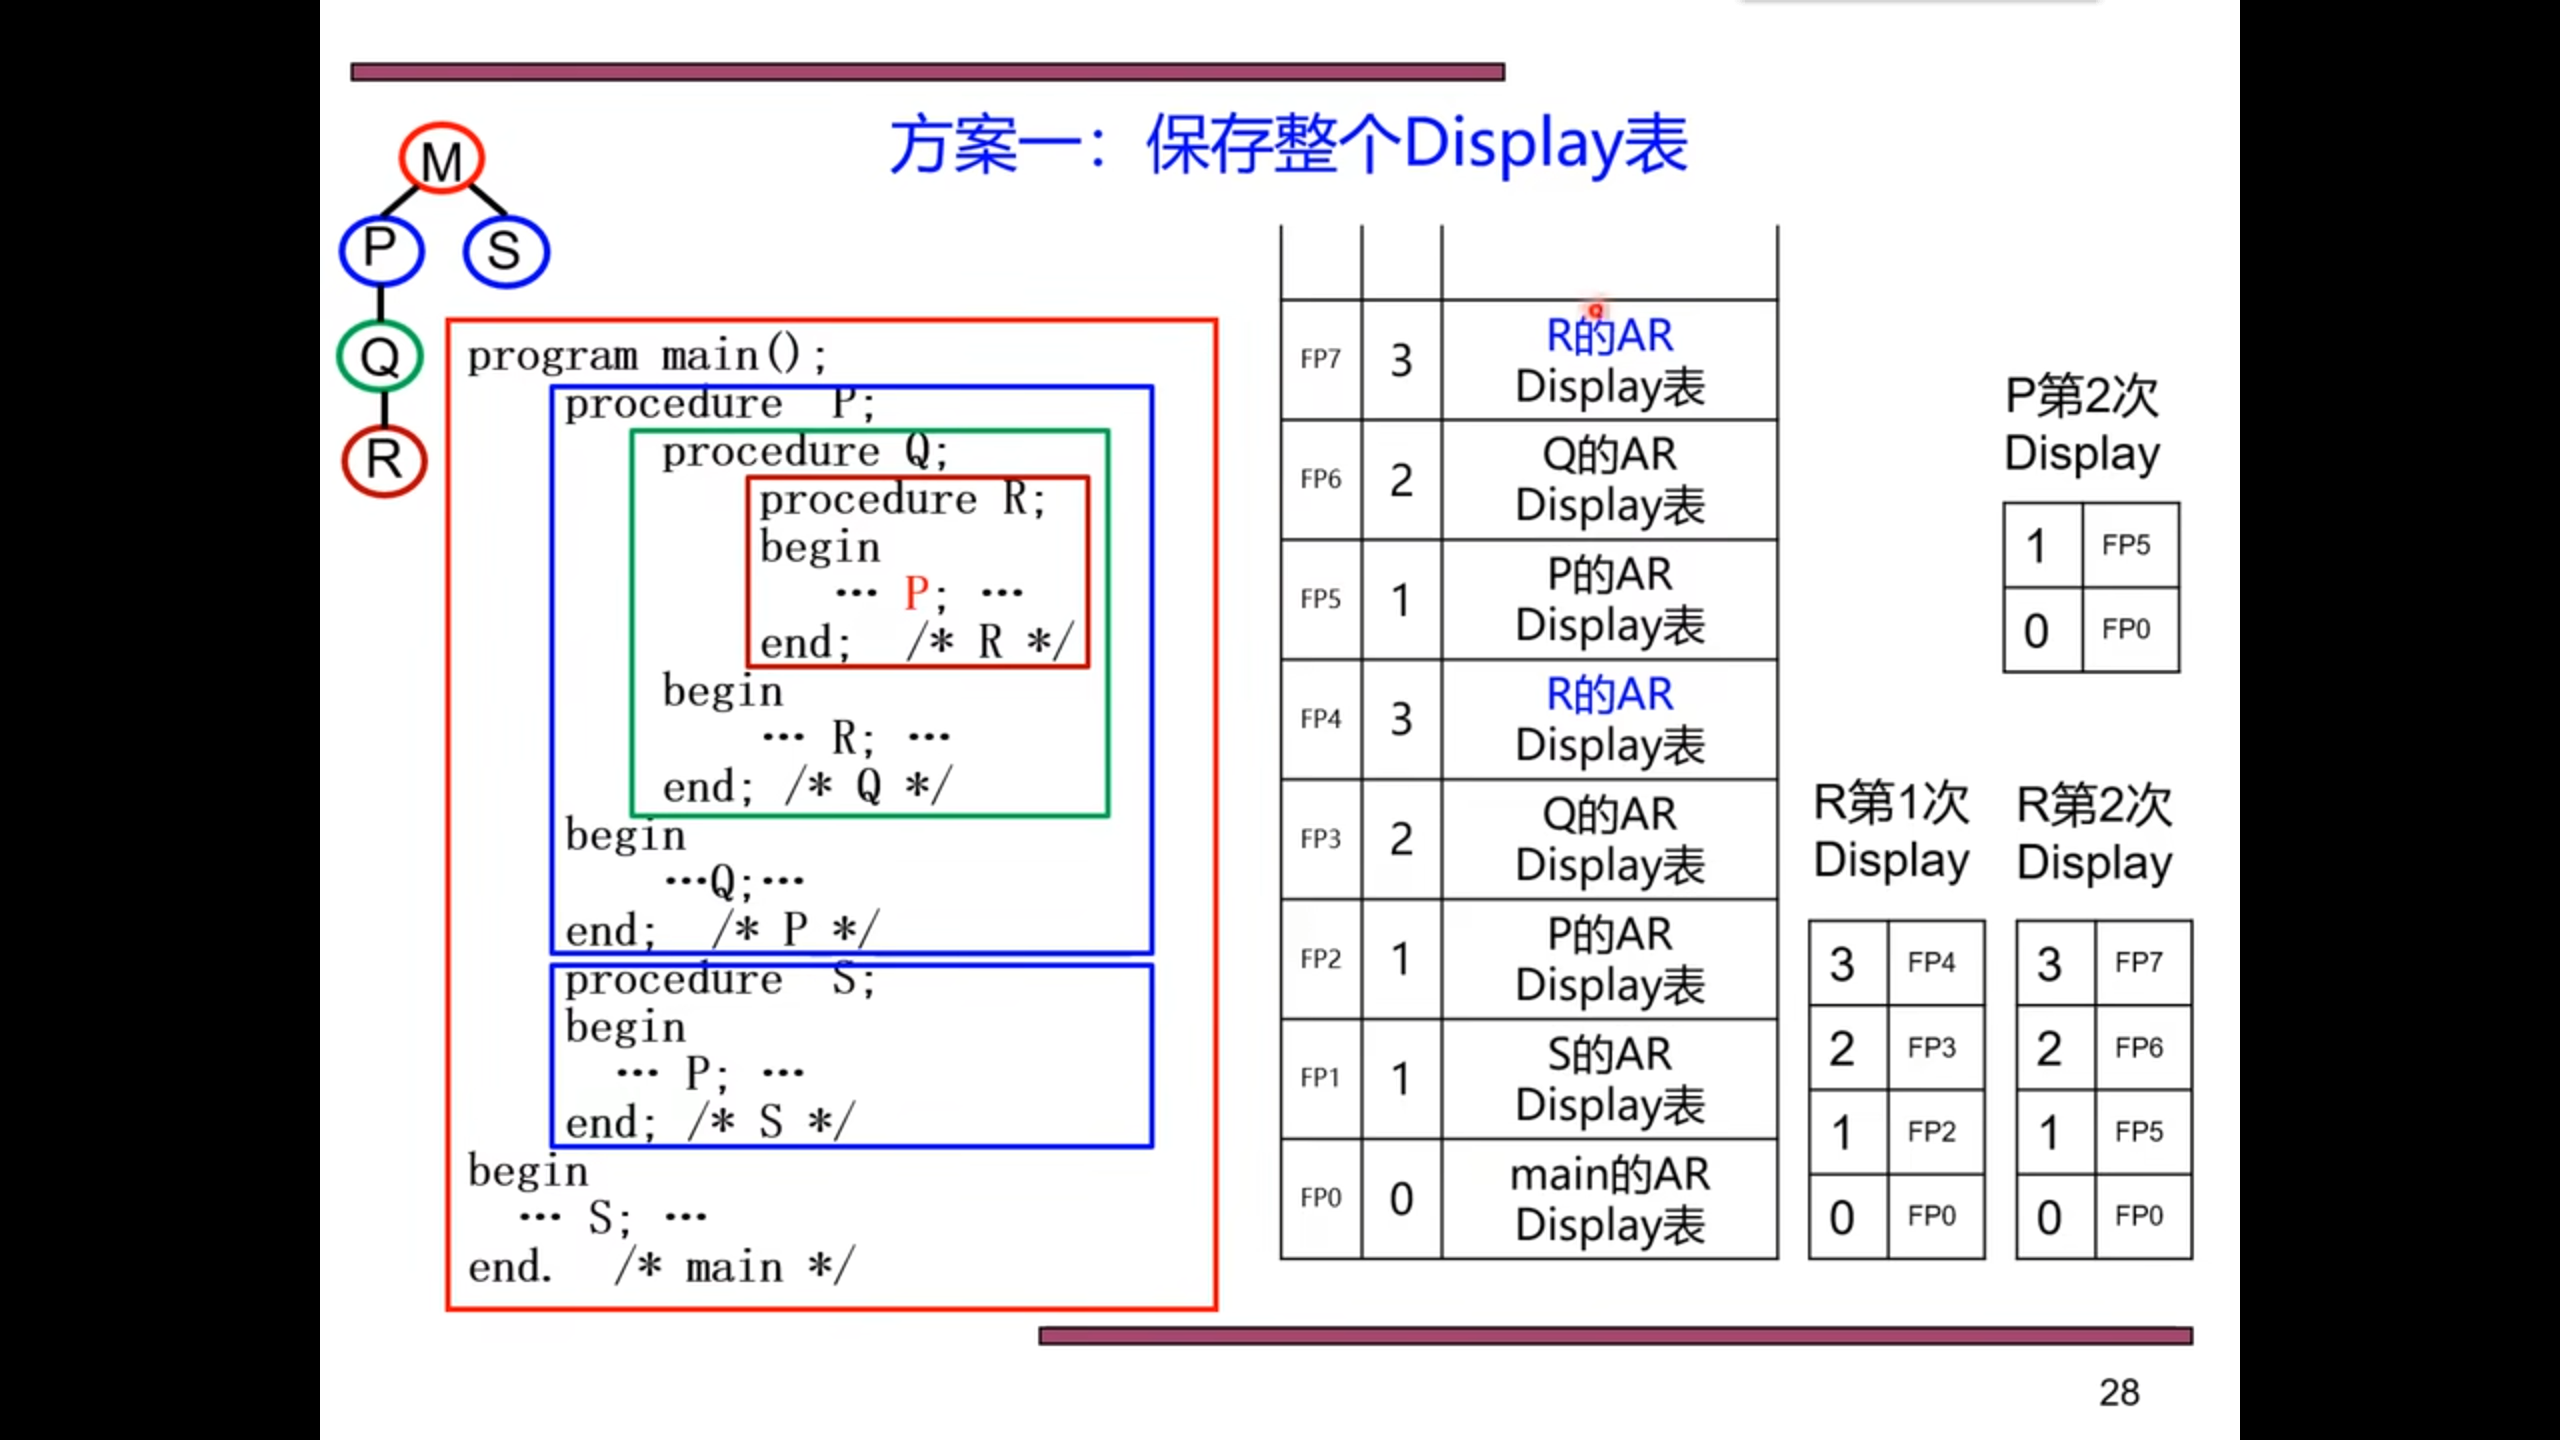 方案一：保存整个Display表
M
P
S
Q
R
program main();
procedure P;
procedure Q;
procedure R;
begin
… P; …
end; /* R */
begin
… R; …
end; /* Q */
begin
…Q;…
end; /* P */
procedure S;
begin
… P; …
end; /* S */
begin
… S; …
end. /* main */
FP7 3 R的AR
Display表
FP6 2 Q的AR
Display表
FP5 1 P的AR
Display表
FP4 3 R的AR
Display表
FP3 2 Q的AR
Display表
FP2 1 P的AR
Display表
FP1 1 S的AR
Display表
FP0 0 main的AR
Display表
P第2次
Display
1 FP5
0 FP0
R第1次
Display
3 FP4
2 FP3
1 FP2
0 FP0
R第2次
Display
3 FP7
2 FP6
1 FP5
0 FP0
28